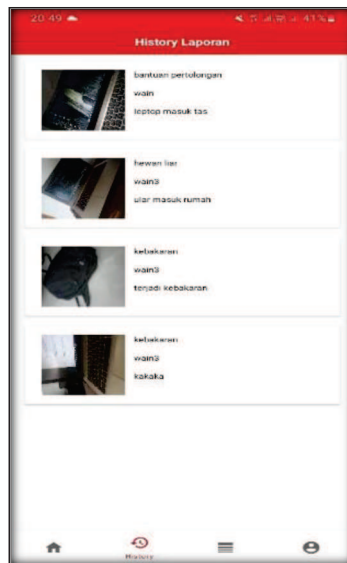 20.49
41%
History Laporan
bantuan pertolongan
wain
leptop masuk tas
hewan liar
wain3
ular masuk rumah
kebakaran
wain3
terjadi kebakaran
kebakaran
wain3
kakaka
History